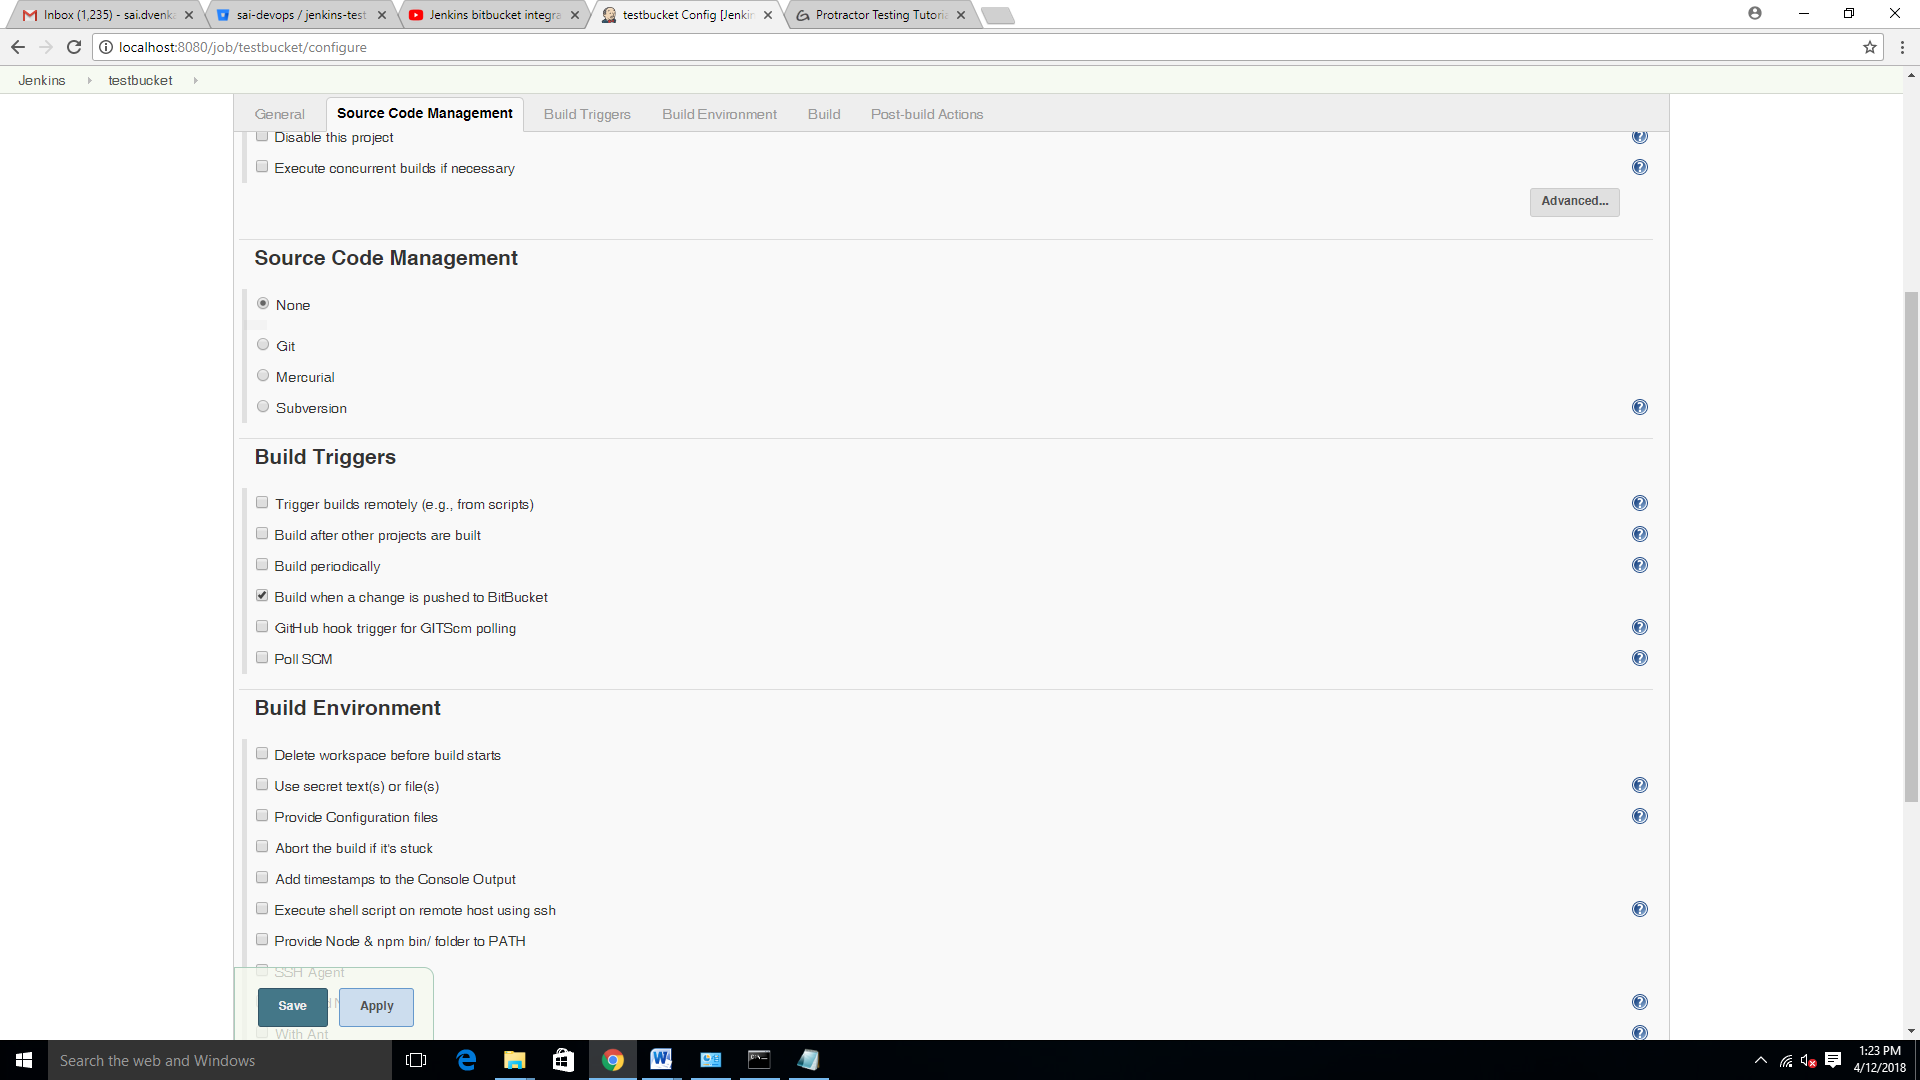 Inbox (1,235) - sai.dvenk
sai-devops / jenkins-test
Jenkins bitbucket integra
testbucket Config [Jenkin
Protractor Testing Tutoria
localhost:8080/job/testbucket/configure
Jenkins
testbucket
General
Source Code Management
Build Triggers
Build Environment
Build
Post-build Actions
Disable this project
Execute concurrent builds if necessary
Advanced...
Source Code Management
None
Git
Mercurial
Subversion
Build Triggers
Trigger builds remotely (e.g., from scripts)
Build after other projects are built
Build periodically
Build when a change is pushed to BitBucket
GitHub hook trigger for GITScm polling
Poll SCM
Build Environment
Delete workspace before build starts
Use secret text(s) or file(s)
Provide Configuration files
Abort the build if it's stuck
Add timestamps to the Console Output
Execute shell script on remote host using ssh
Provide Node & npm bin/ folder to PATH
SSH Agent
Save
Apply
With Ant
Search the web and Windows
1:23 PM
4/12/2018